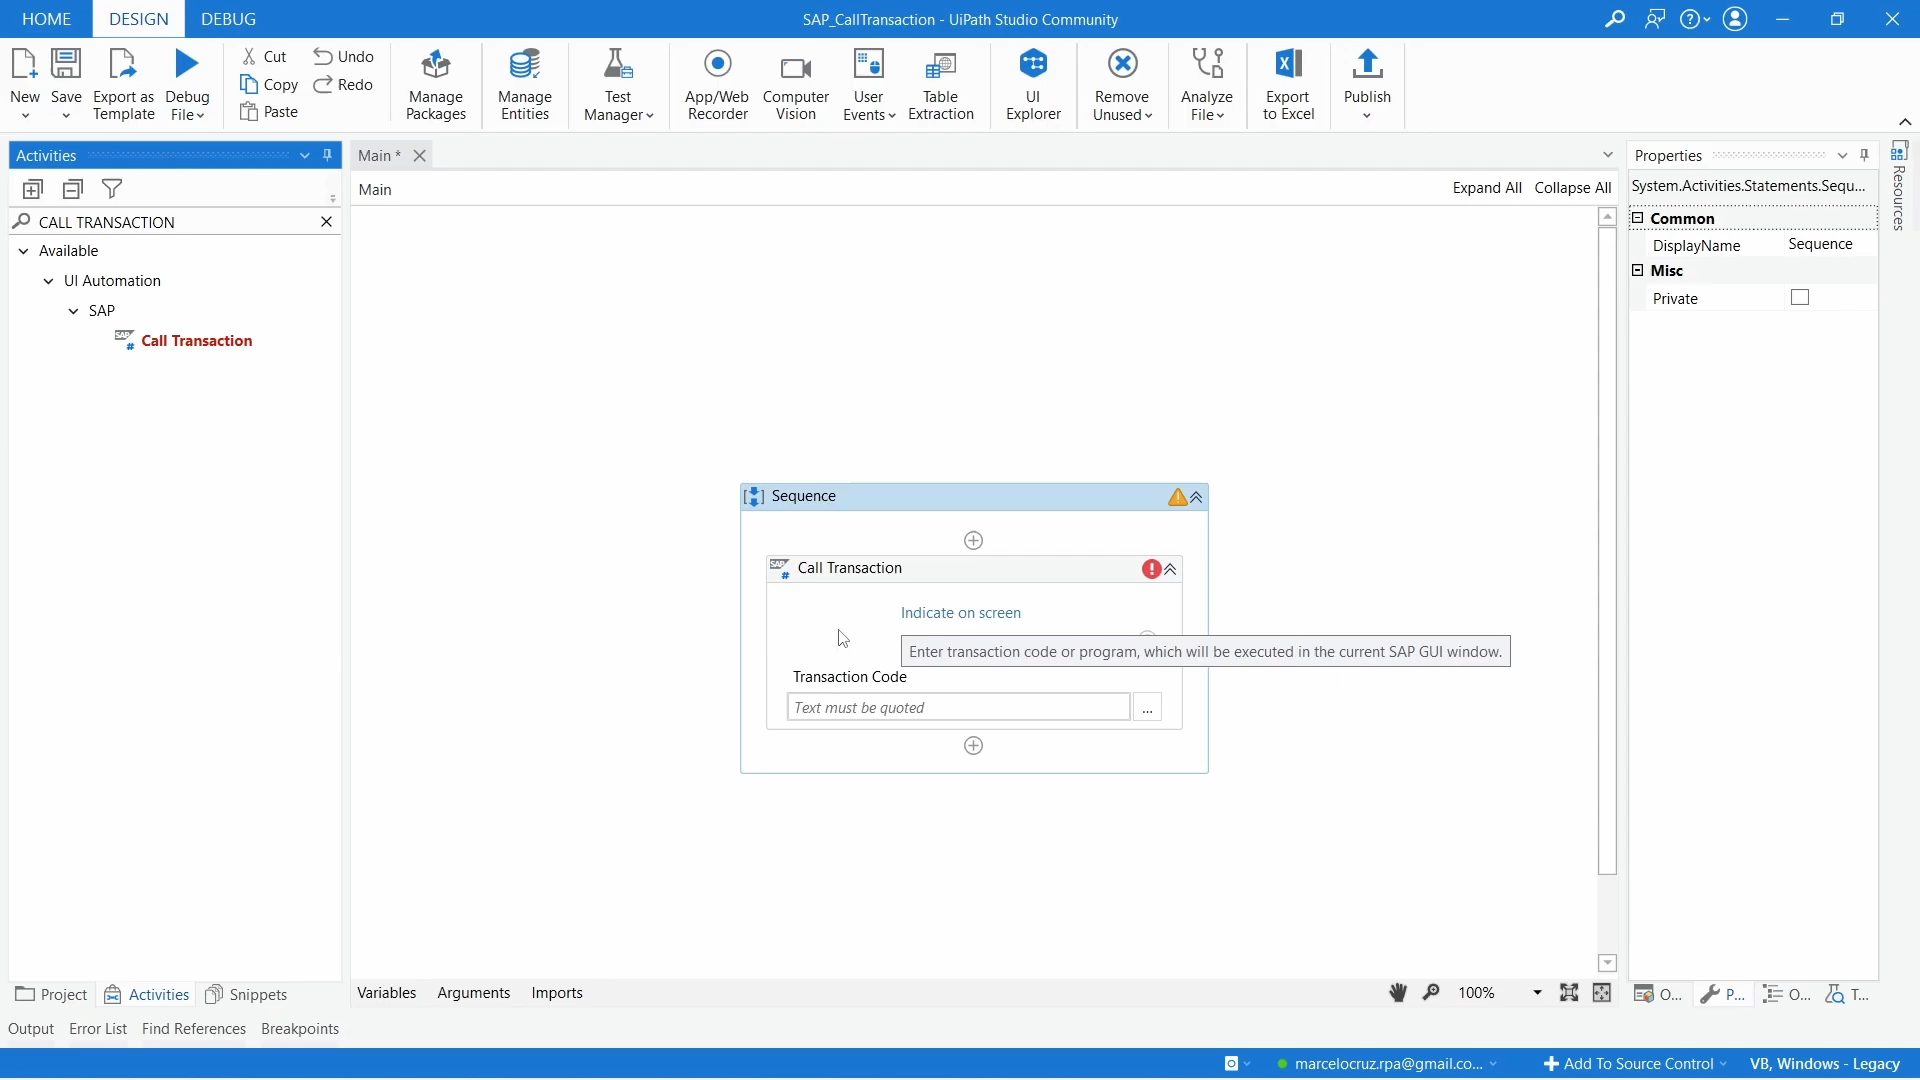 HOME
DESIGN
DEBUG
SAP_CallTransaction - UiPath Studio Community
New
Save
Export as
Template
Debug
File
Cut
Copy
Paste
Undo
Redo
Manage
Packages
Manage
Entities
Test
Manager
App/Web
Recorder
Computer
Vision
User
Events
Table
Extraction
UI
Explorer
Remove
Unused
Analyze
File
Export
to Excel
Publish
Activities
Main *
Properties
Resources
Main
Expand All
Collapse All
System.Activities.Statements.Sequ...
CALL TRANSACTION
Common
Available
DisplayName
Sequence
UI Automation
Misc
SAP
Private
SAP
Call Transaction
Sequence
SAP
Call Transaction
Indicate on screen
Enter transaction code or program, which will be executed in the current SAP GUI window.
Transaction Code
Text must be quoted
...
Project
Activities
Snippets
Variables
Arguments
Imports
100%
O...
P...
O...
T...
Output
Error List
Find References
Breakpoints
marcelocruz.rpa@gmail.co...
Add To Source Control
VB, Windows - Legacy